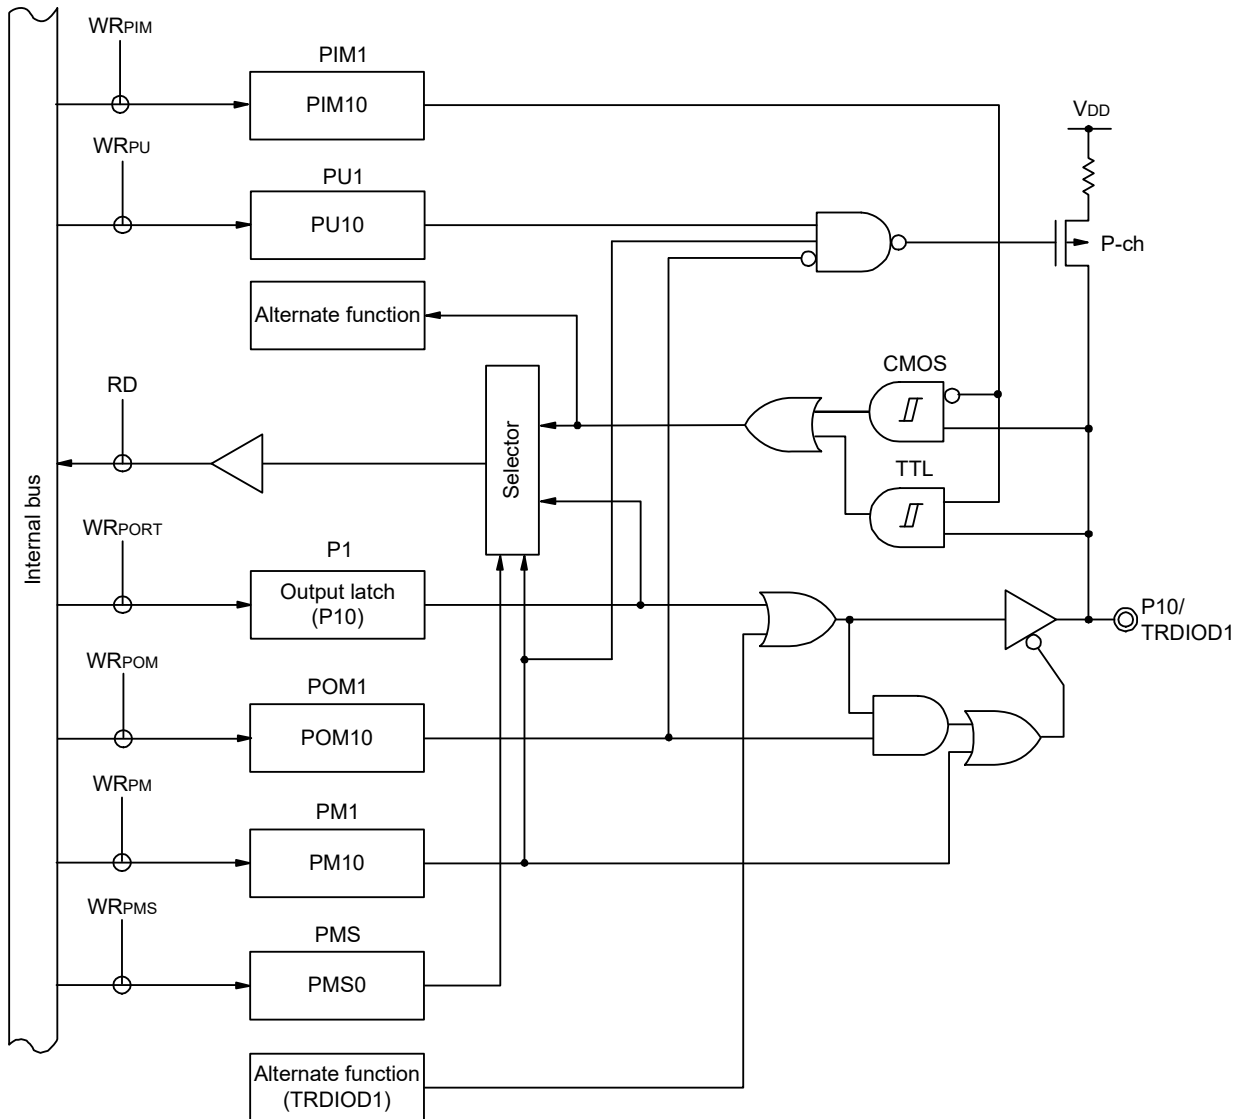 WRPIM
PIM1
PIM10
VDD
WRPU
PU1
PU10
P-ch
Alternate function
CMOS
RD
Selector
TTL
Internal bus
WRPORT
P1
Output latch
(P10)
P10/
TRDIOD1
WRPOM
POM1
POM10
WRPM
PM1
PM10
WRPMS
PMS
PMS0
Alternate function
(TRDIOD1)